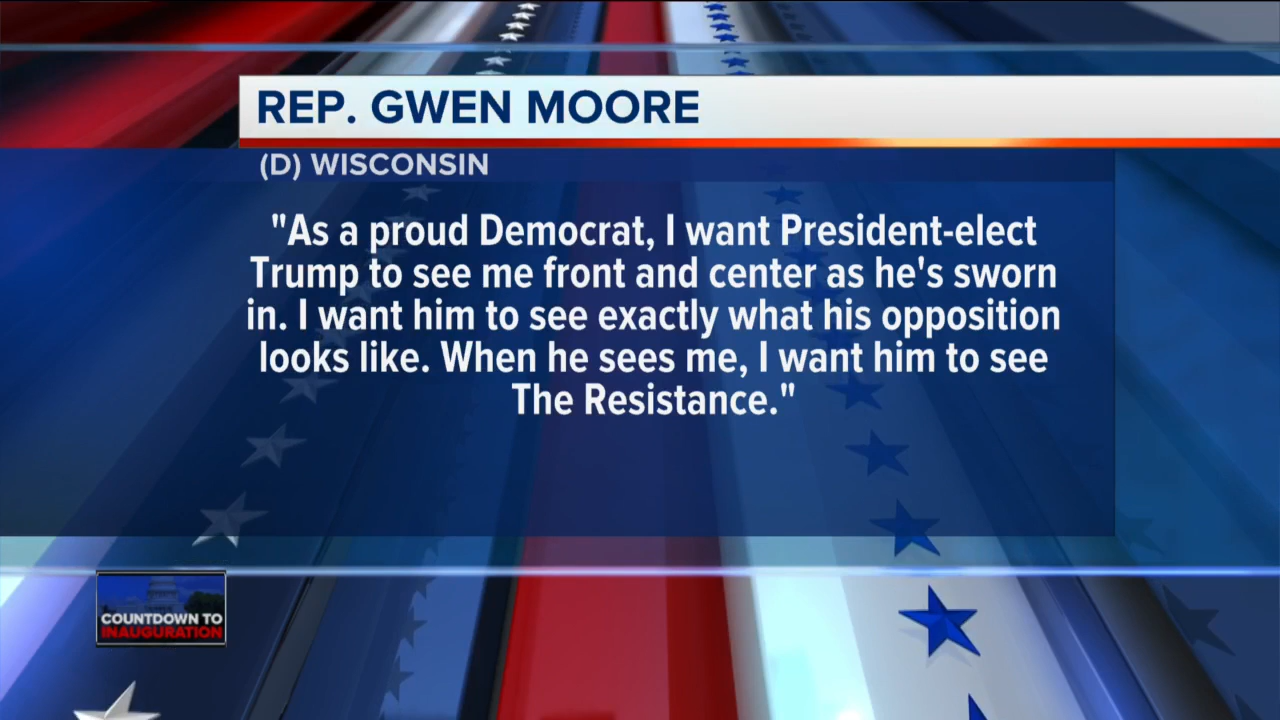 REP. GWEN MOORE
(D) WISCONSIN
"As a proud Democrat, I want President-elect
Trump to see me front and center as he's sworn
in. I want him to see exactly what his opposition
looks like. When he sees me, I want him to see
The Resistance."
COUNTDOWN TO
INAUGURATION